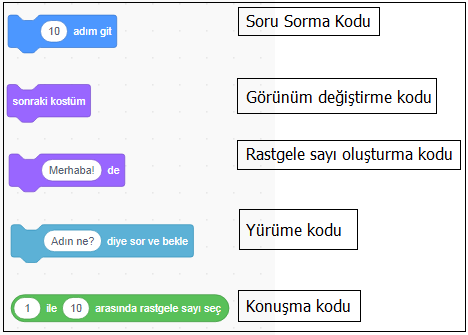 10 adım git
Soru Sorma Kodu
sonraki kostüm
Görünüm değiştirme kodu
Merhaba! de
Rastgele sayı oluşturma kodu
Adın ne? diye sor ve bekle
Yürüme kodu
1 ile 10 arasında rastgele sayı seç
Konuşma kodu